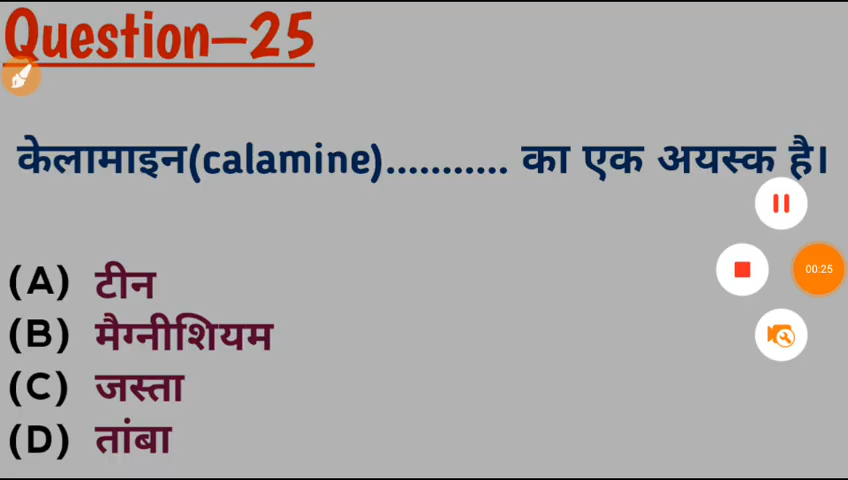 Question–25
केलामाइन(calamine)........... का एक अयस्क है।
00:25
(A) टीन
(B) मैग्नीशियम
(C) जस्ता
(D) तांबा